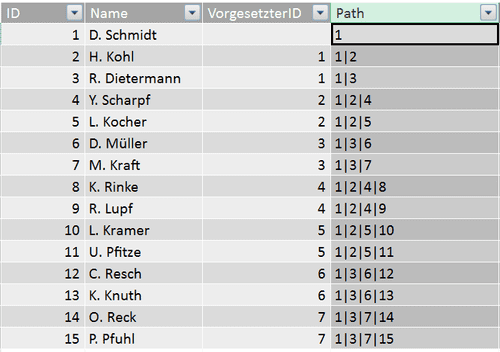 ID Name VorgesetzterID Path
1 D. Schmidt 1
2 H. Kohl 1 1|2
3 R. Dietermann 1 1|3
4 Y. Scharpf 2 1|2|4
5 L. Kocher 2 1|2|5
6 D. Müller 3 1|3|6
7 M. Kraft 3 1|3|7
8 K. Rinke 4 1|2|4|8
9 R. Lupf 4 1|2|4|9
10 L. Kramer 5 1|2|5|10
11 U. Pfitze 5 1|2|5|11
12 C. Resch 6 1|3|6|12
13 K. Knuth 6 1|3|6|13
14 O. Reck 7 1|3|7|14
15 P. Pfuhl 7 1|3|7|15